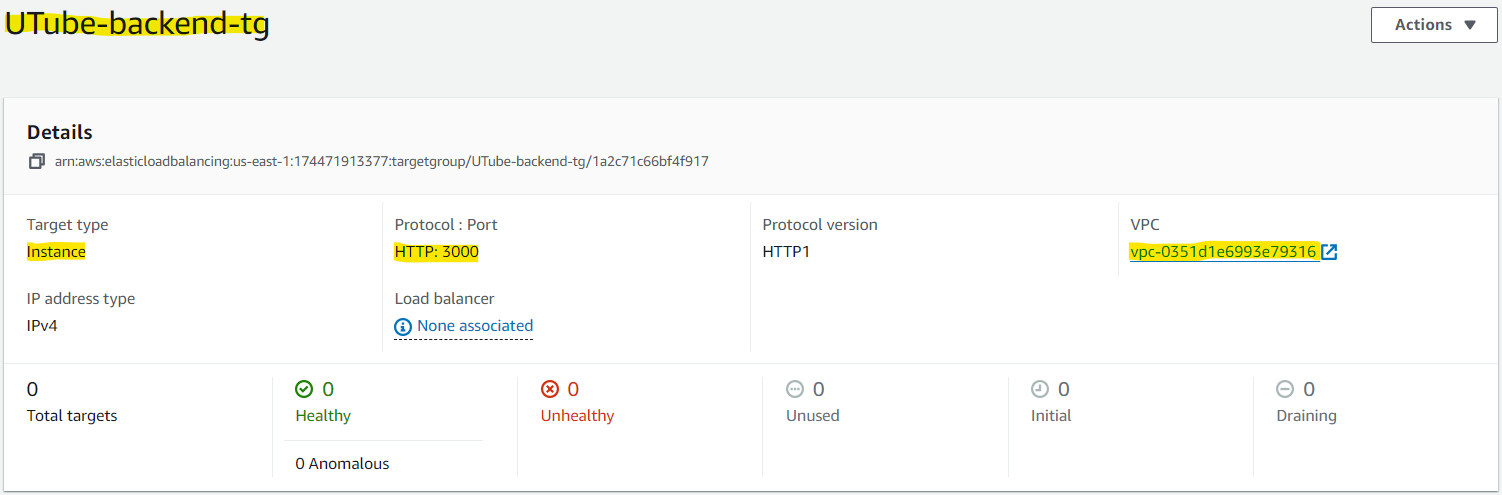 UTube-backend-tg
Actions
Details
arn:aws:elasticloadbalancing:us-east-1:174471913377:targetgroup/UTube-backend-tg/1a2c71c66bf4f917
Target type
Instance
Protocol : Port
HTTP: 3000
Protocol version
HTTP1
VPC
vpc-0351d1e6993e79316
IP address type
IPv4
Load balancer
None associated
0
Total targets
0
Healthy
0 Anomalous
0
Unhealthy
0
Unused
0
Initial
0
Draining